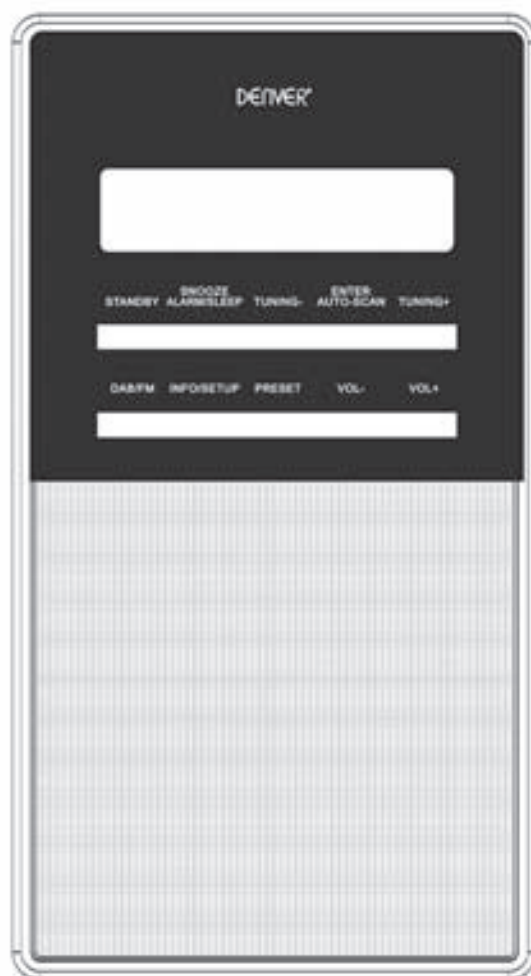 DENVER®
SNOOZE ENTER
STANDBY ALARM/SLEEP TUNING- AUTO-SCAN TUNING+
DAB/FM INFO/SETUP PRESET VOL- VOL+